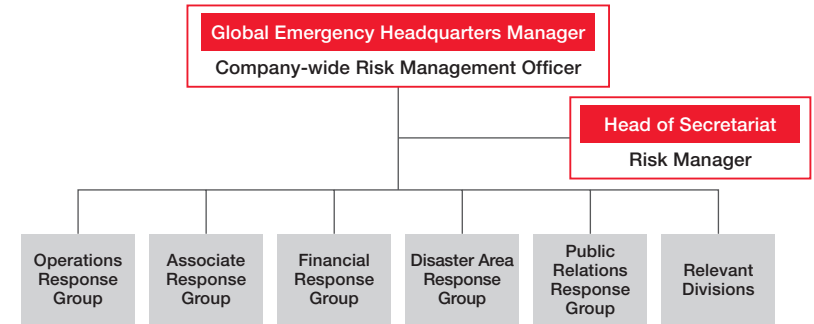 Global Emergency Headquarters Manager
Company-wide Risk Management Officer
Head of Secretariat
Risk Manager
Operations
Response
Group
Associate
Response
Group
Financial
Response
Group
Disaster Area
Response
Group
Public
Relations
Response
Group
Relevant
Divisions